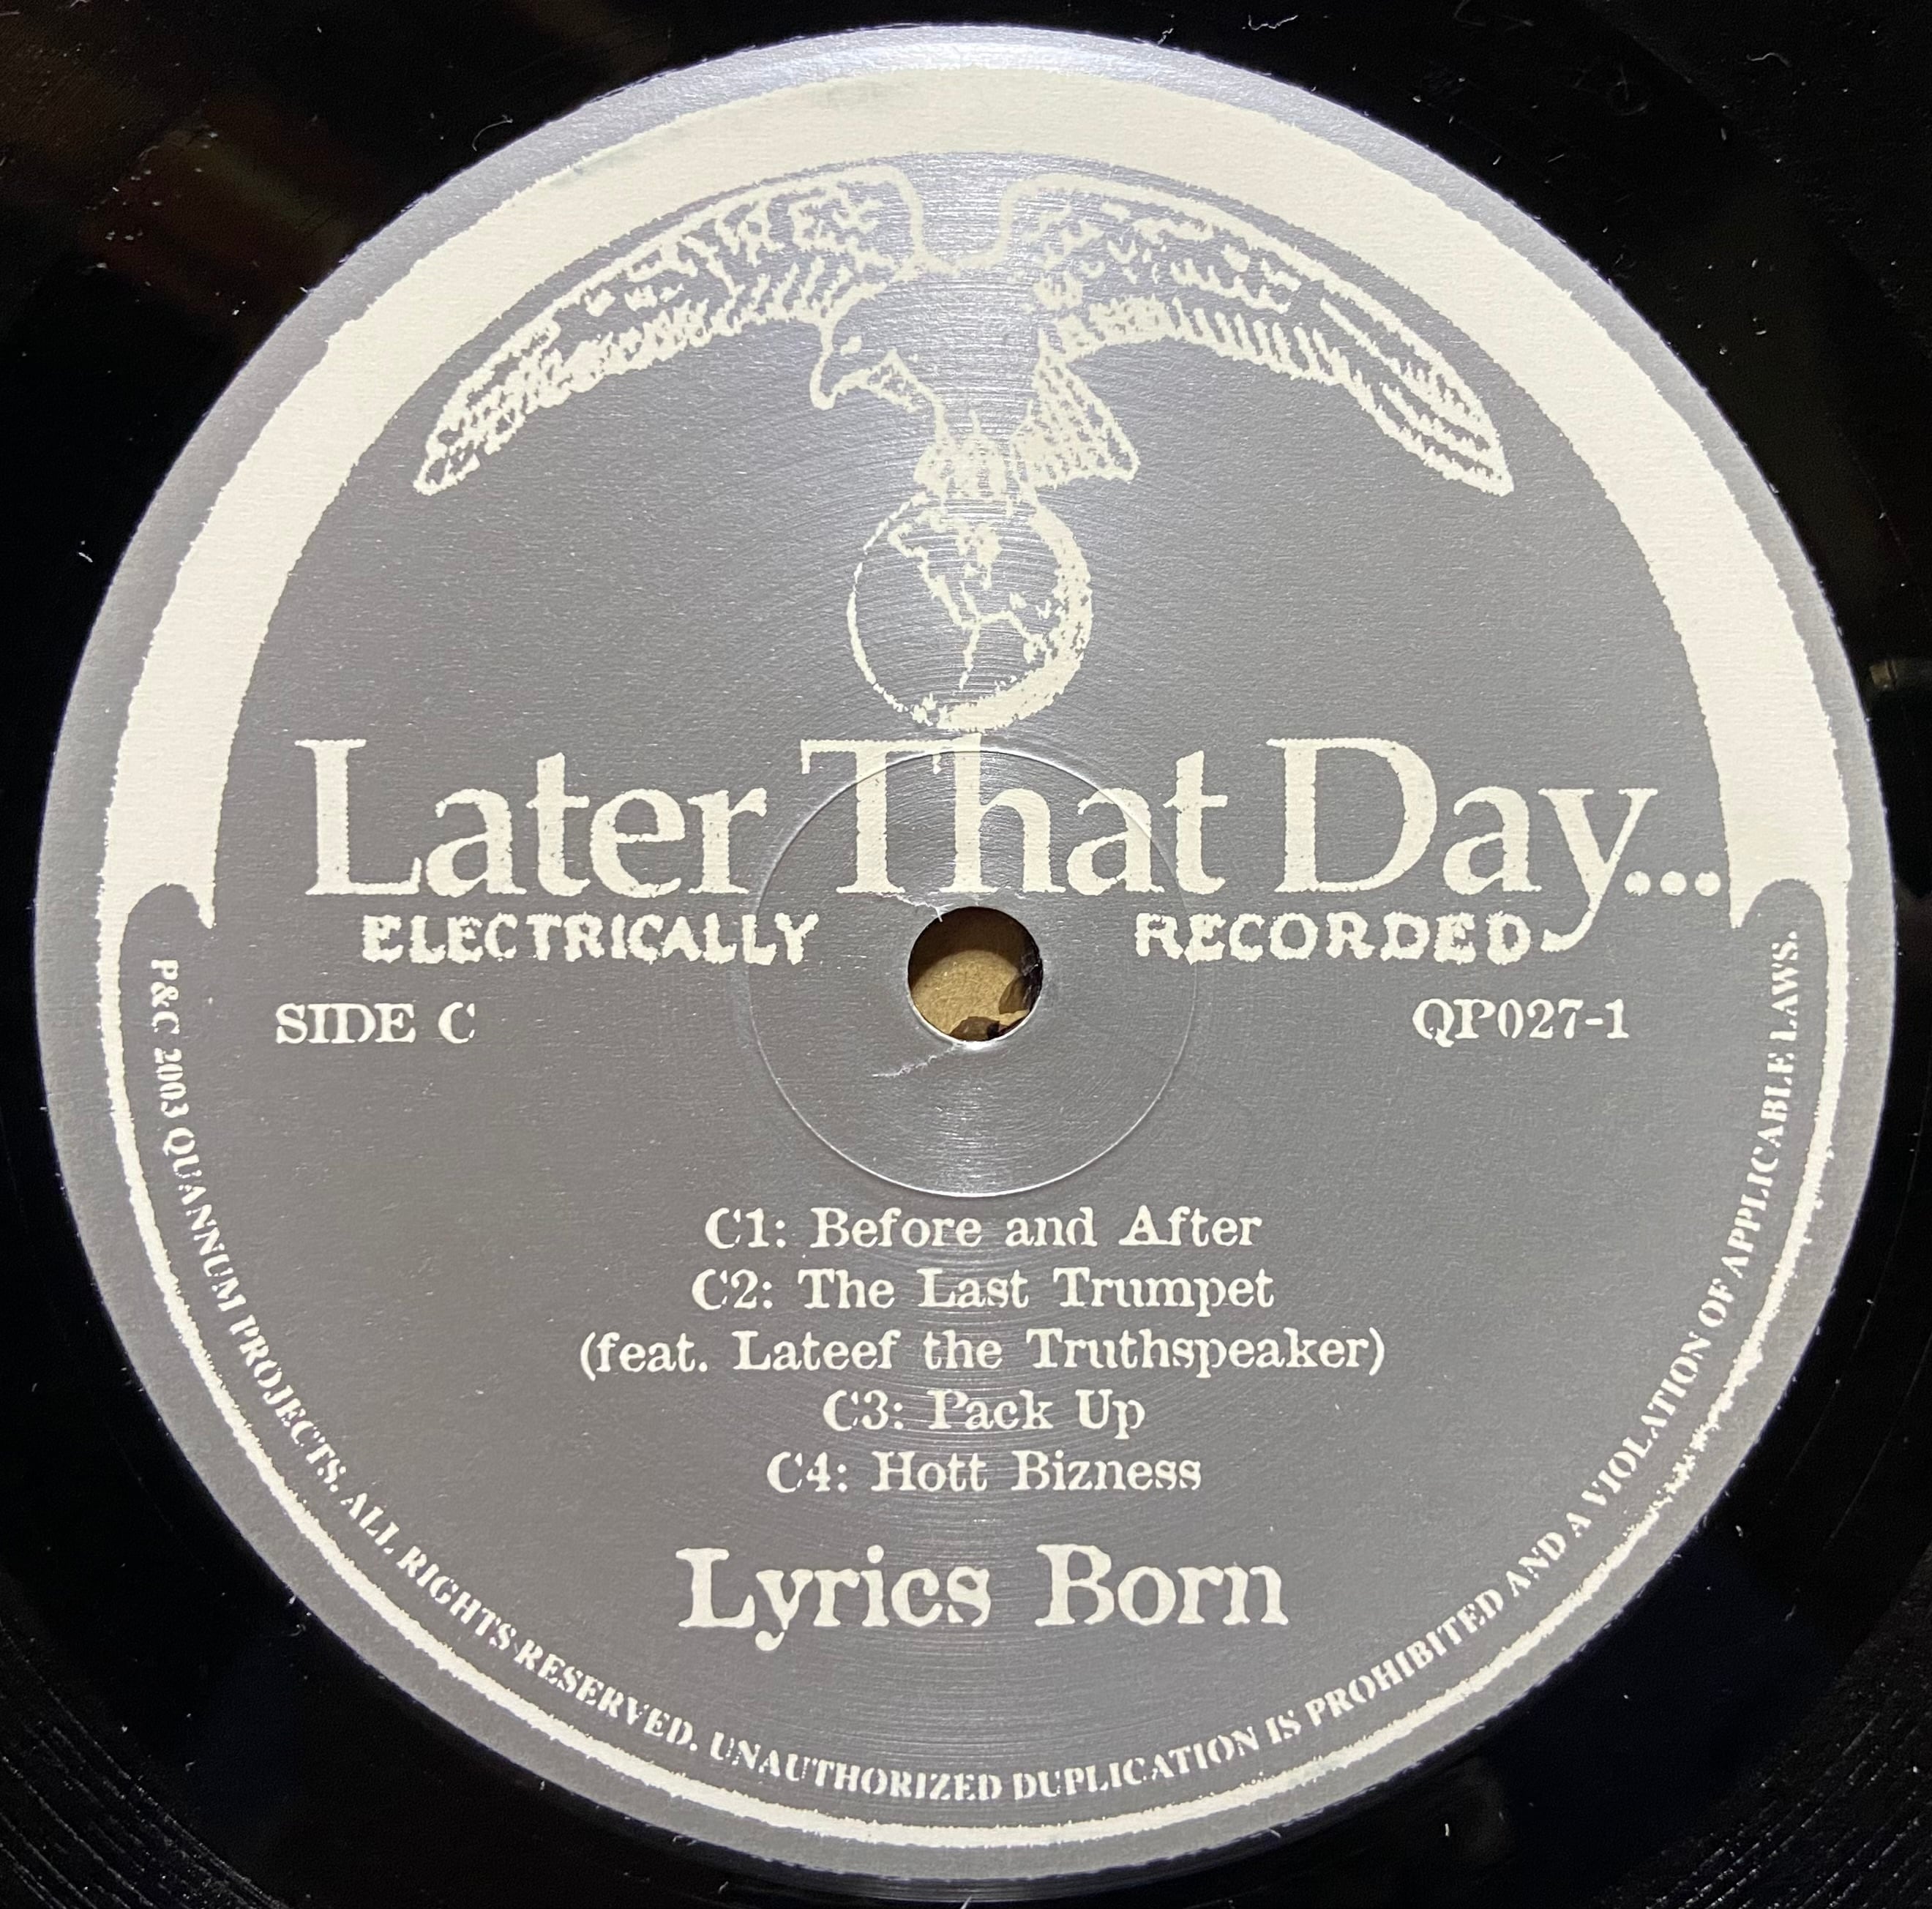 Later That Day...
ELECTRICALLY RECORDED
SIDE C
QP027-1
C1: Before and After
C2: The Last Trumpet
(feat. Lateef the Truthspeaker)
C3: Pack Up
C4: Hott Bizness
Lyrics Born
P&C 2003 QUANNUM PROJECTS. ALL RIGHTS RESERVED. UNAUTHORIZED DUPLICATION IS PROHIBITED AND A VIOLATION OF APPLICABLE LAWS.